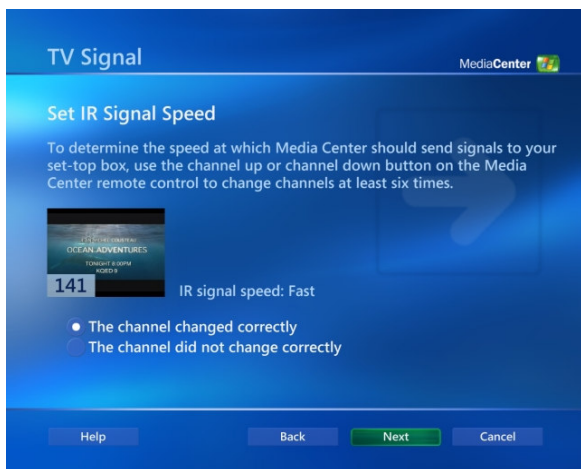 TV Signal
MediaCenter
Set IR Signal Speed
To determine the speed at which Media Center should send signals to your
set-top box, use the channel up or channel down button on the Media
Center remote control to change channels at least six times.
OCEAN ADVENTURES
TONIGHT 8:00PM
KQED 9
141
IR signal speed: Fast
The channel changed correctly
The channel did not change correctly
Help
Back
Next
Cancel